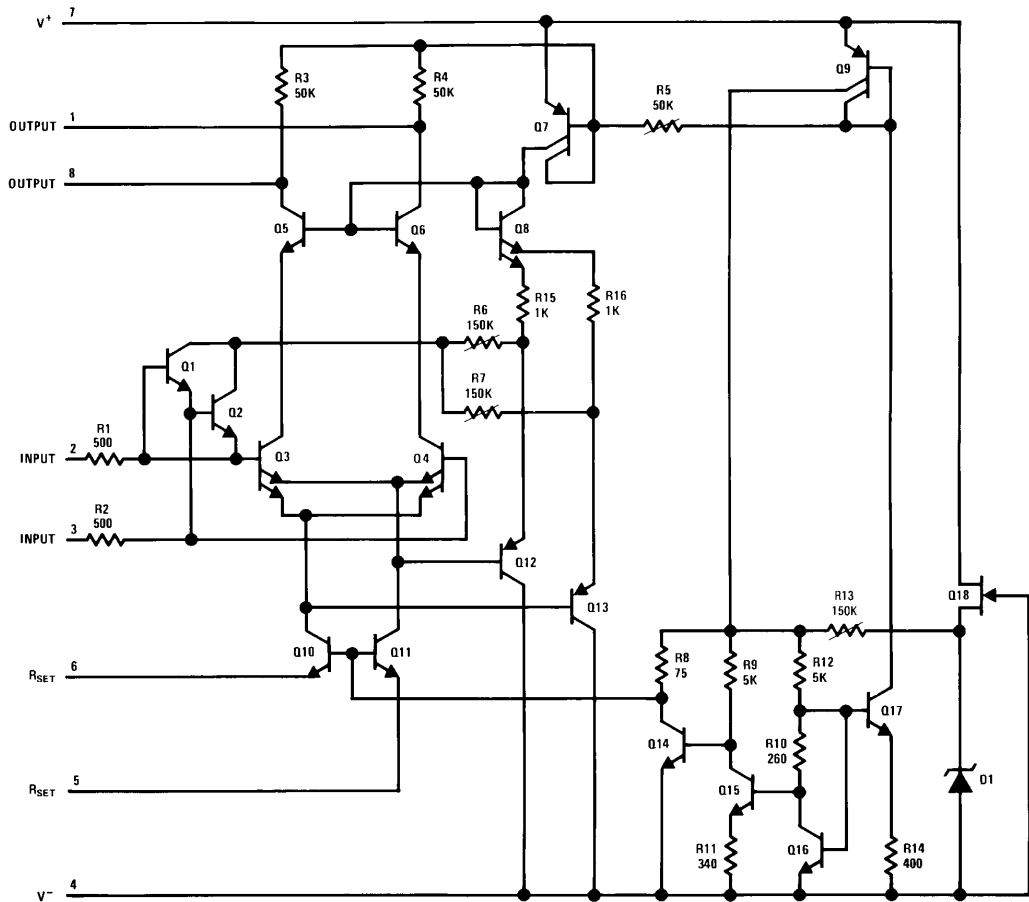 V+ 7
R3
50K
R4
50K
Q9
R5
50K
OUTPUT 1
Q7
OUTPUT 8
Q5
Q6
Q8
R15
1K
R16
1K
R6
150K
Q1
R7
150K
Q2
R1
500
INPUT 2
Q3
Q4
R2
500
INPUT 3
Q12
Q13
Q18
R13
150K
Q10
Q11
RSET 6
R8
75
R9
5K
R12
5K
Q17
Q14
R10
260
RSET 5
Q15
D1
R11
340
Q16
R14
400
V− 4